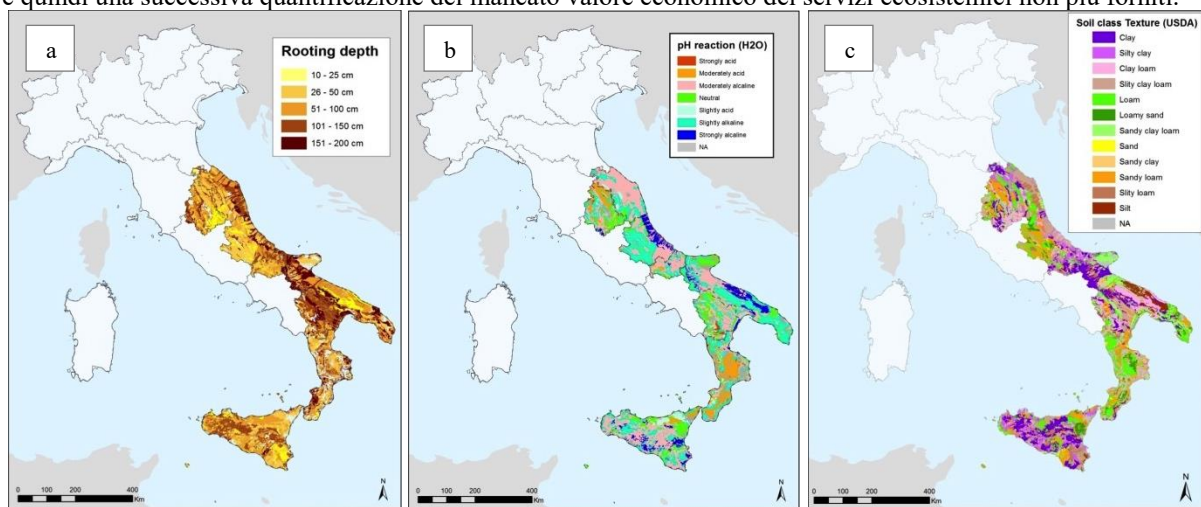 e quindi una successiva quantificazione del mancato valore economico dei servizi ecosistemici non più forniti.
a
Rooting depth
10 - 25 cm
26 - 50 cm
51 - 100 cm
101 - 150 cm
151 - 200 cm
0 100 200 400
Km
N
b
pH reaction (H2O)
Strongly acid
Moderately acid
Moderately alcaline
Neutral
Slightly acid
Slightly alkaline
Strongly alcaline
NA
0 100 200 400
Km
N
c
Soil class Texture (USDA)
Clay
Silty clay
Clay loam
Slity clay loam
Loam
Loamy sand
Sandy clay loam
Sand
Sandy clay
Sandy loam
Slity loam
Silt
NA
0 100 200 400
Km
N